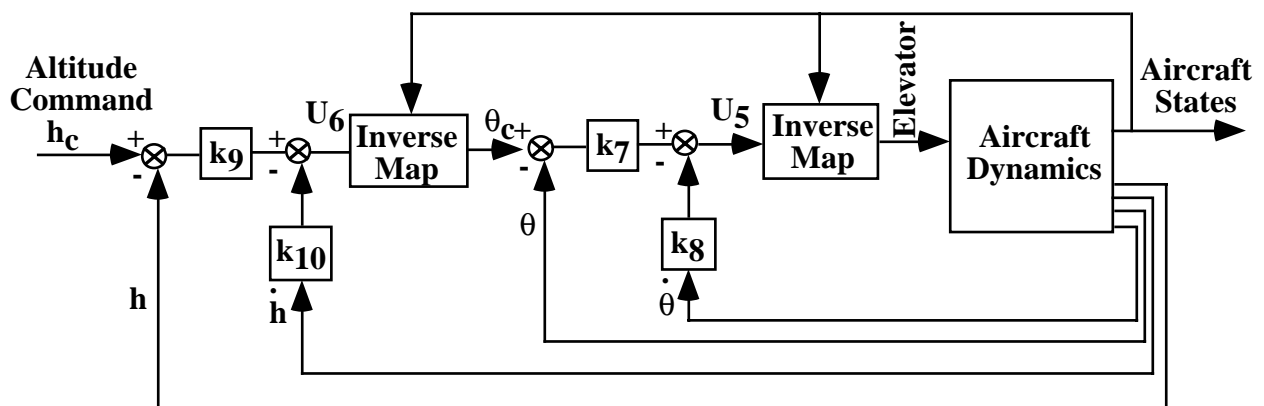 Altitude
Command
hc
+
-
k9
+
-
U6
Inverse
Map
θc
+
-
k7
+
-
U5
Inverse
Map
Elevator
Aircraft
Dynamics
Aircraft
States
k10
k8
h
ḣ
θ
θ̇